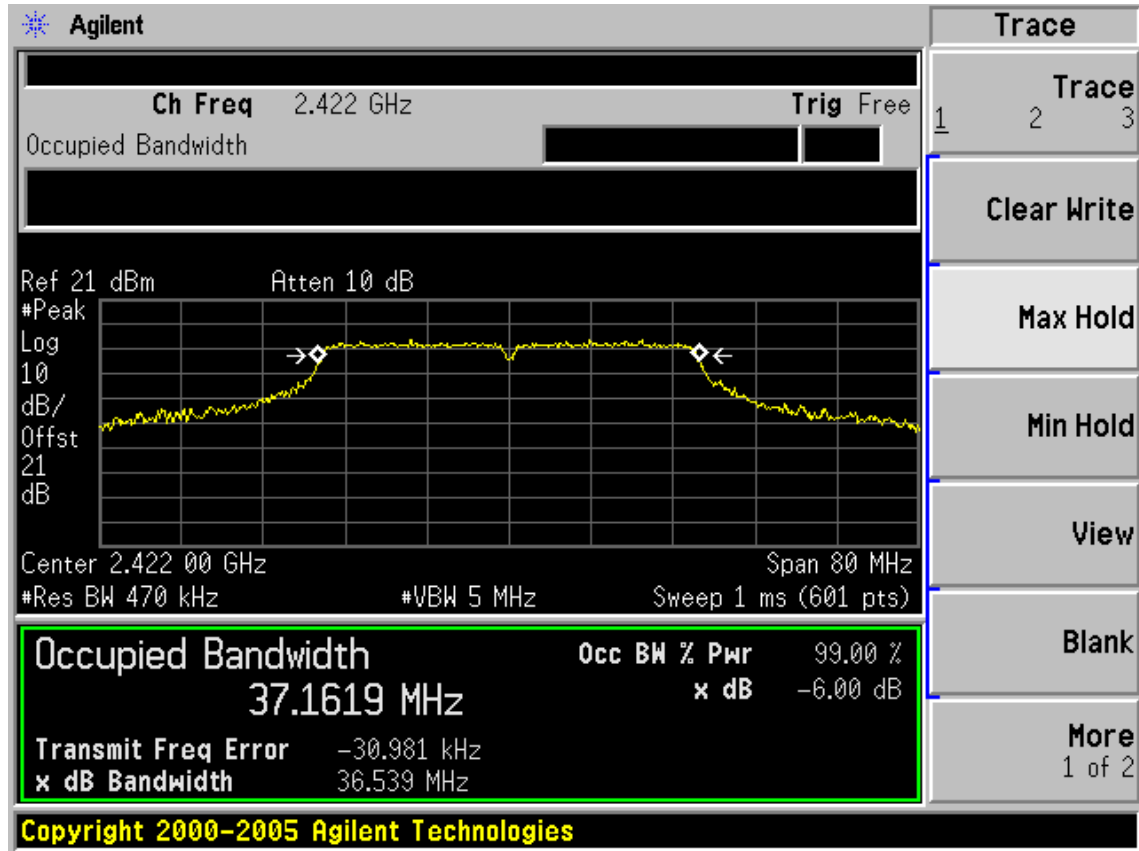 Agilent
Trace
Ch Freq 2.422 GHz Trig Free
Occupied Bandwidth
Trace
1 2 3
Clear Write
Max Hold
Min Hold
View
Blank
More
1 of 2
Ref 21 dBm Atten 10 dB
#Peak
Log
10
dB/
Offst
21
dB
Center 2.422 00 GHz Span 80 MHz
#Res BW 470 kHz #VBW 5 MHz Sweep 1 ms (601 pts)
Occupied Bandwidth
37.1619 MHz
Occ BW % Pwr 99.00 %
x dB -6.00 dB
Transmit Freq Error -30.981 kHz
x dB Bandwidth 36.539 MHz
Copyright 2000-2005 Agilent Technologies